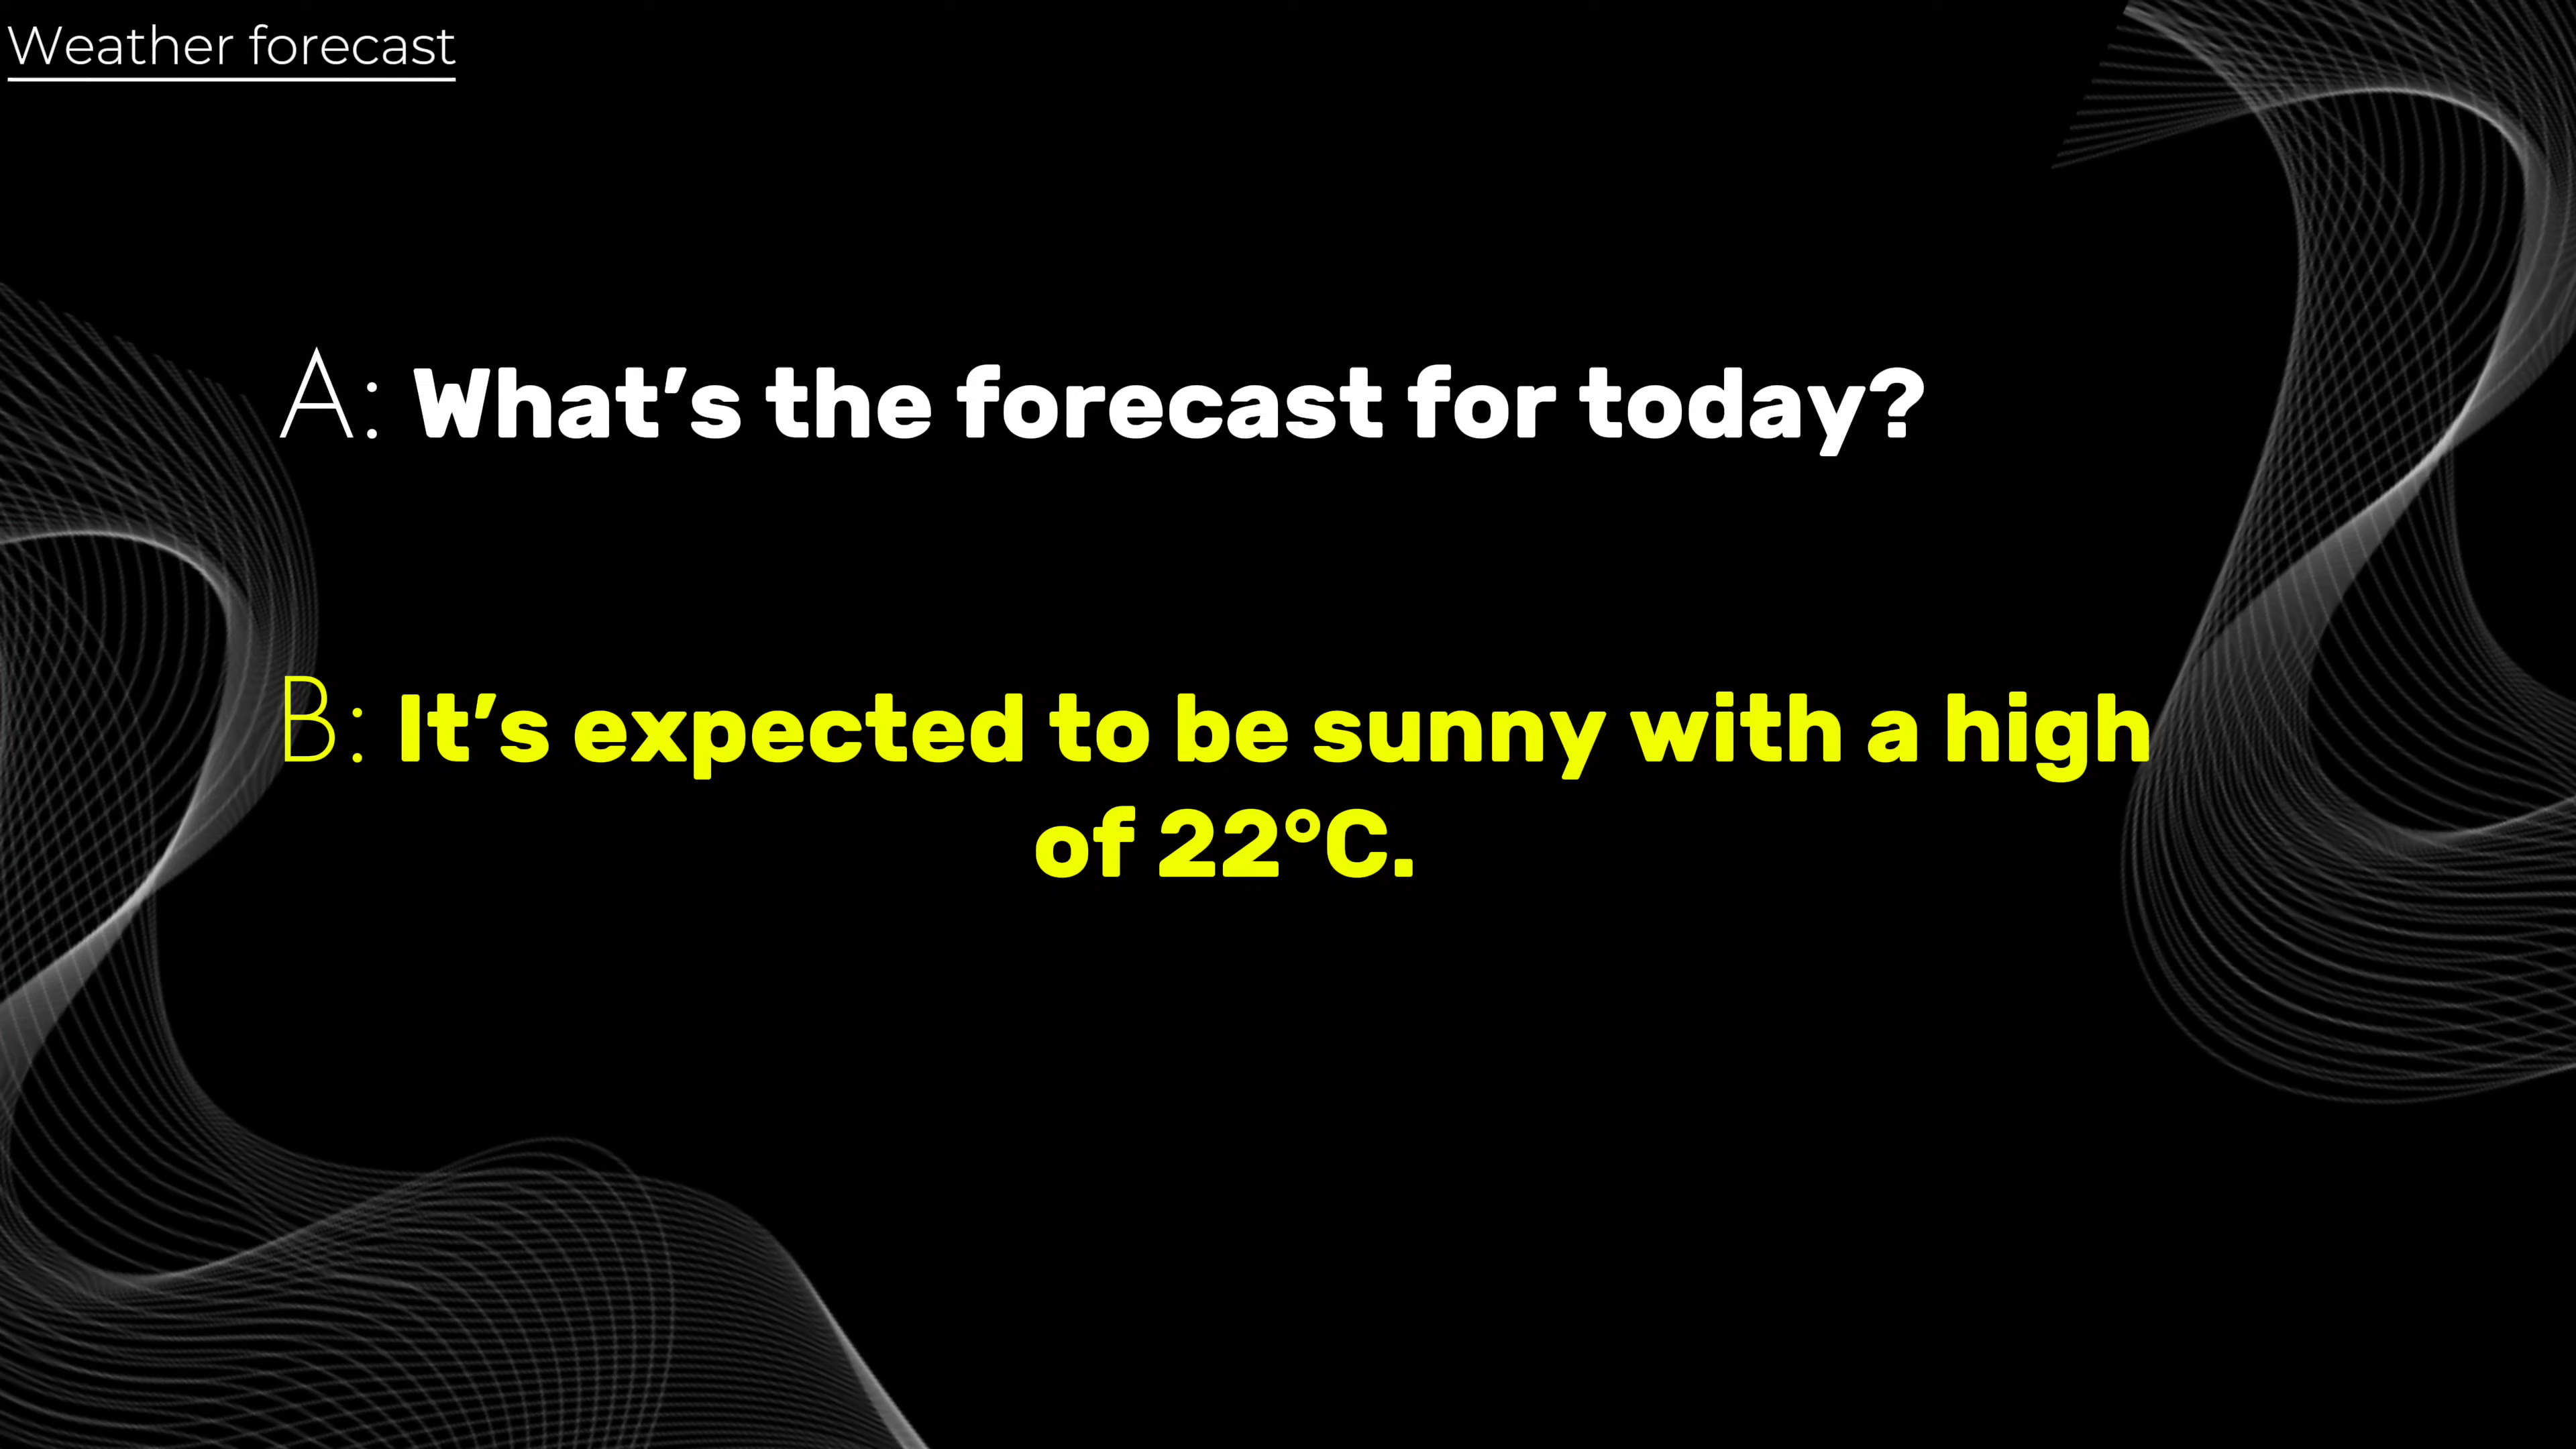 Weather forecast
A: What’s the forecast for today?
B: It’s expected to be sunny with a high
of 22°C.